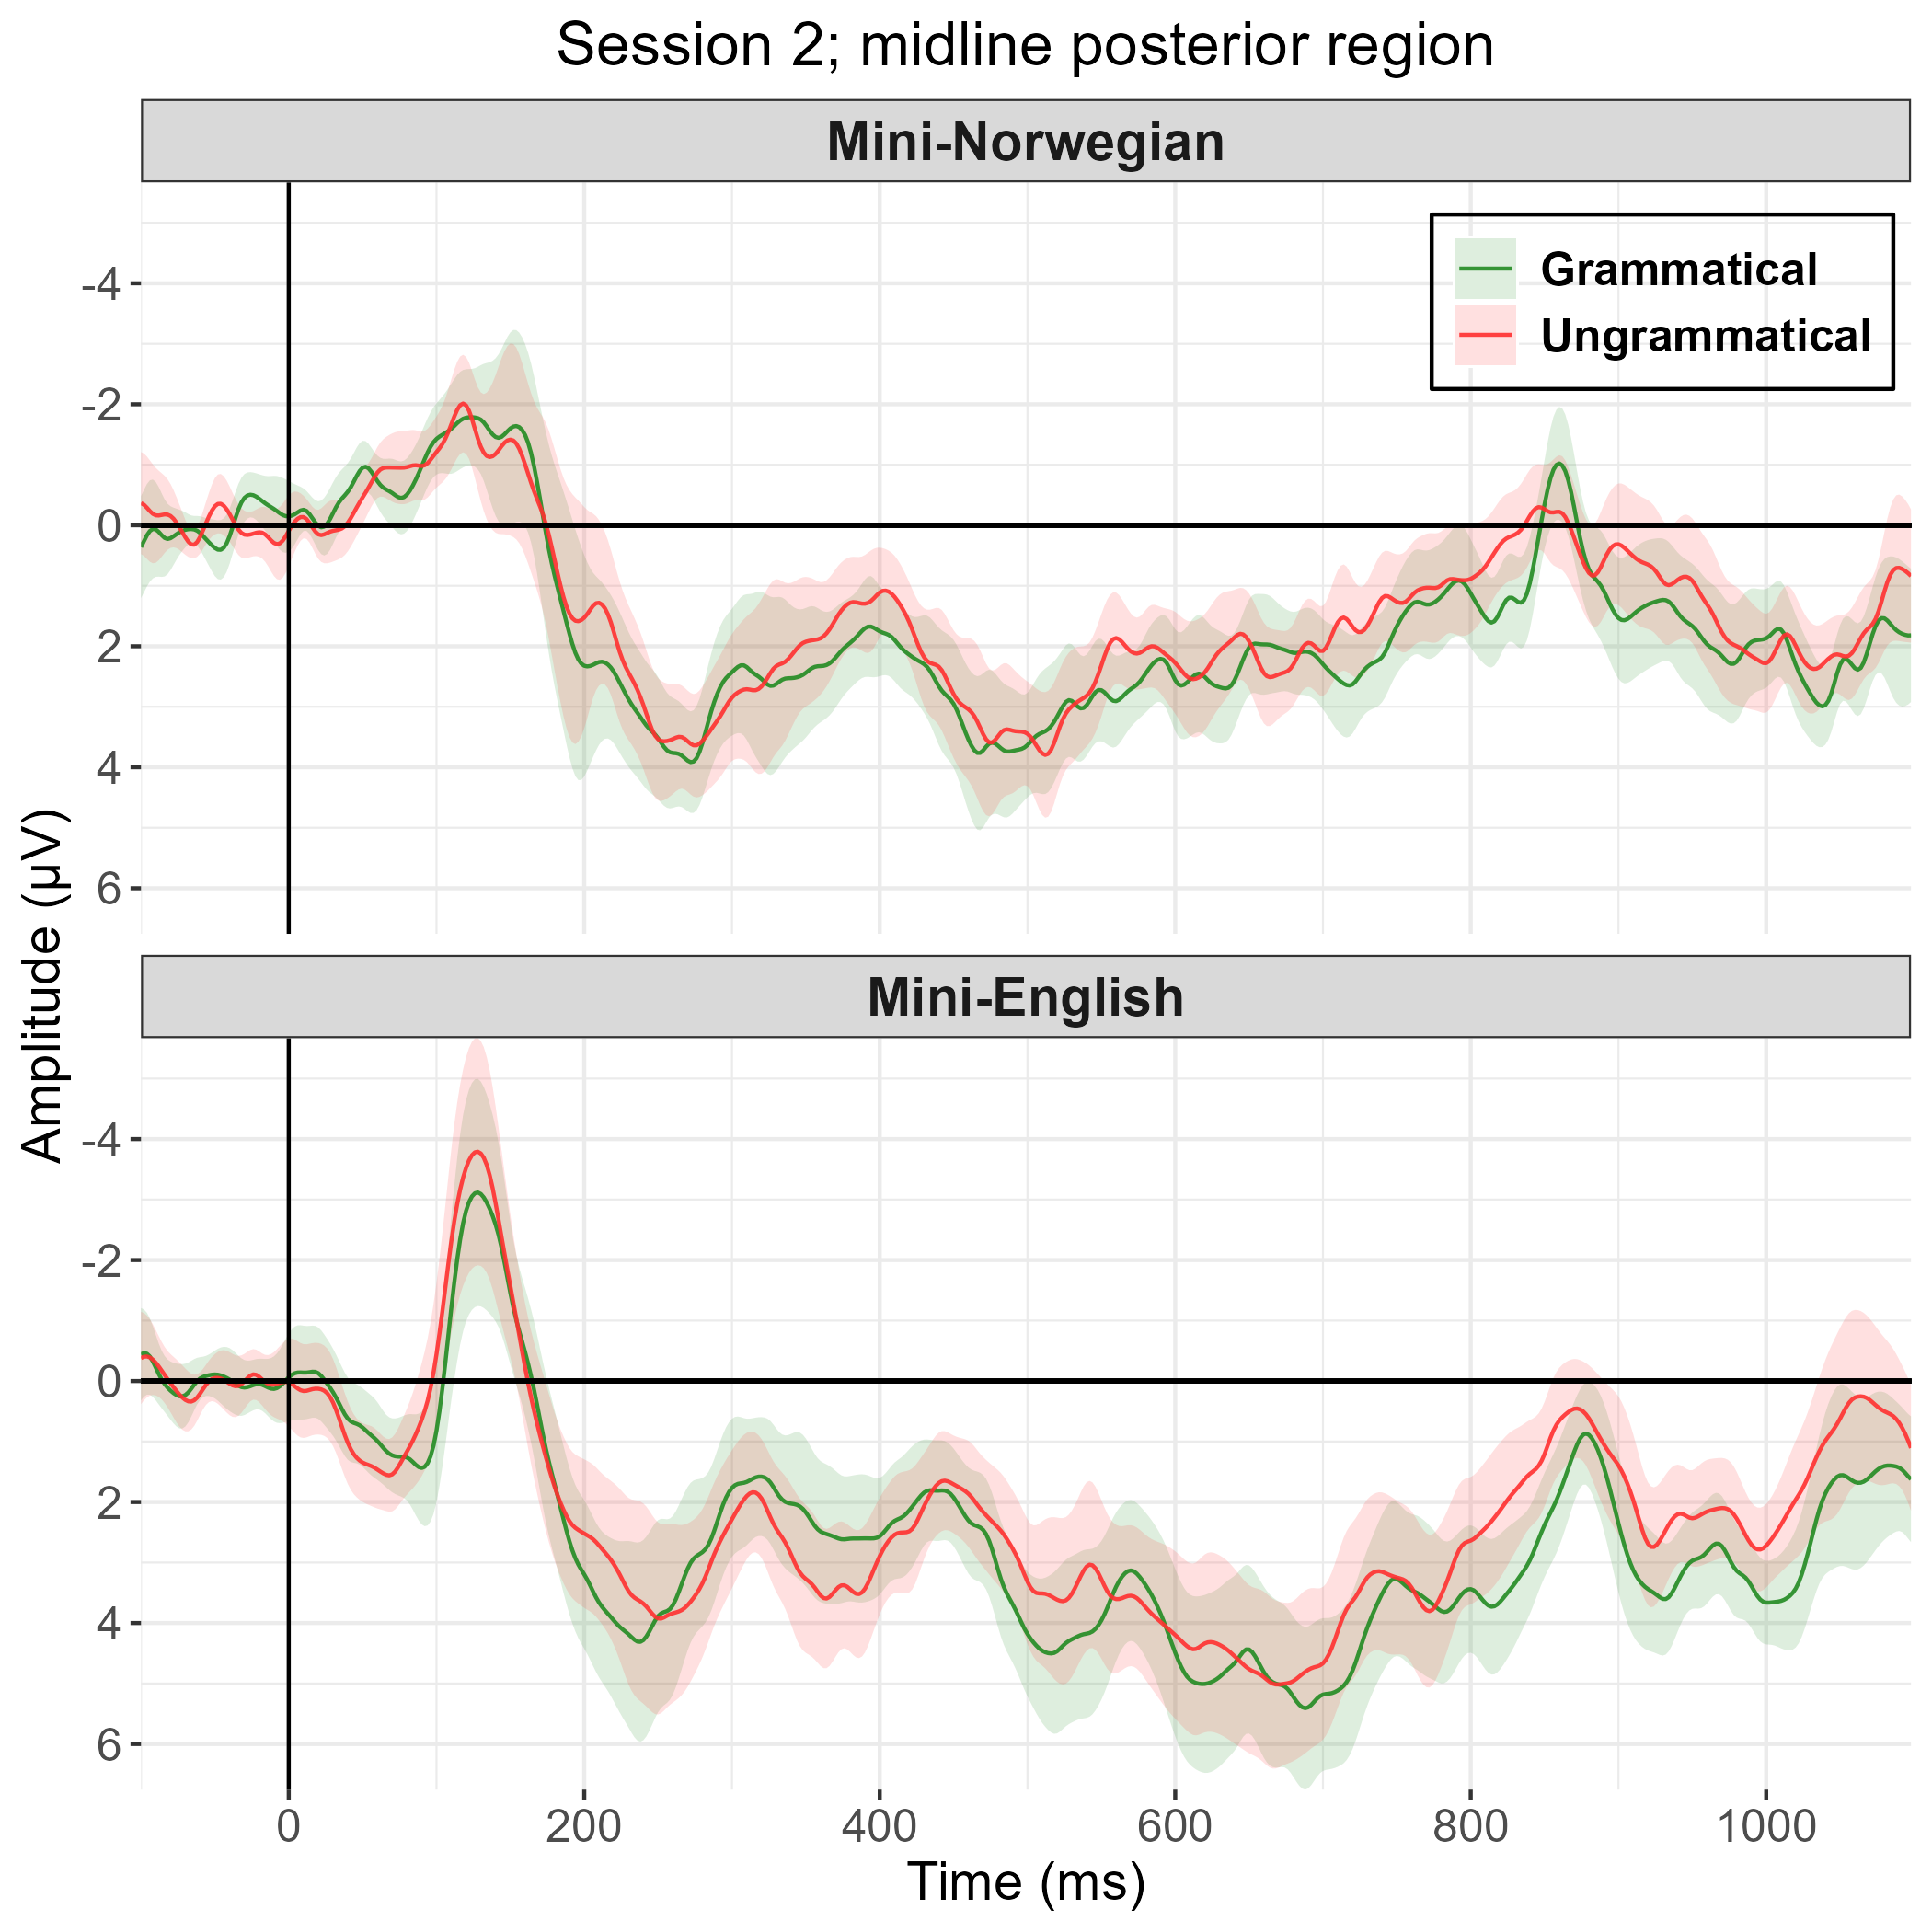 Session 2; midline posterior region
Mini-Norwegian
Grammatical
Ungrammatical
-4
-2
0
2
4
6
Amplitude (µV)
Mini-English
-4
-2
0
2
4
6
0 200 400 600 800 1000
Time (ms)